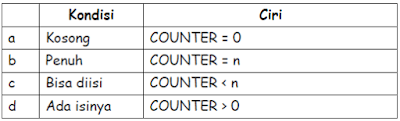 Kondisi Ciri
a Kosong COUNTER = 0
b Penuh COUNTER = n
c Bisa diisi COUNTER < n
d Ada isinya COUNTER > 0